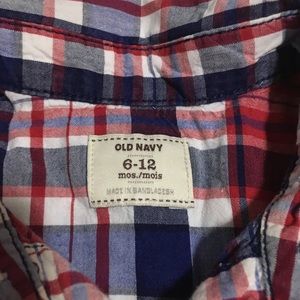 OLD NAVY
6-12
mos./mois
MADE IN BANGLADESH